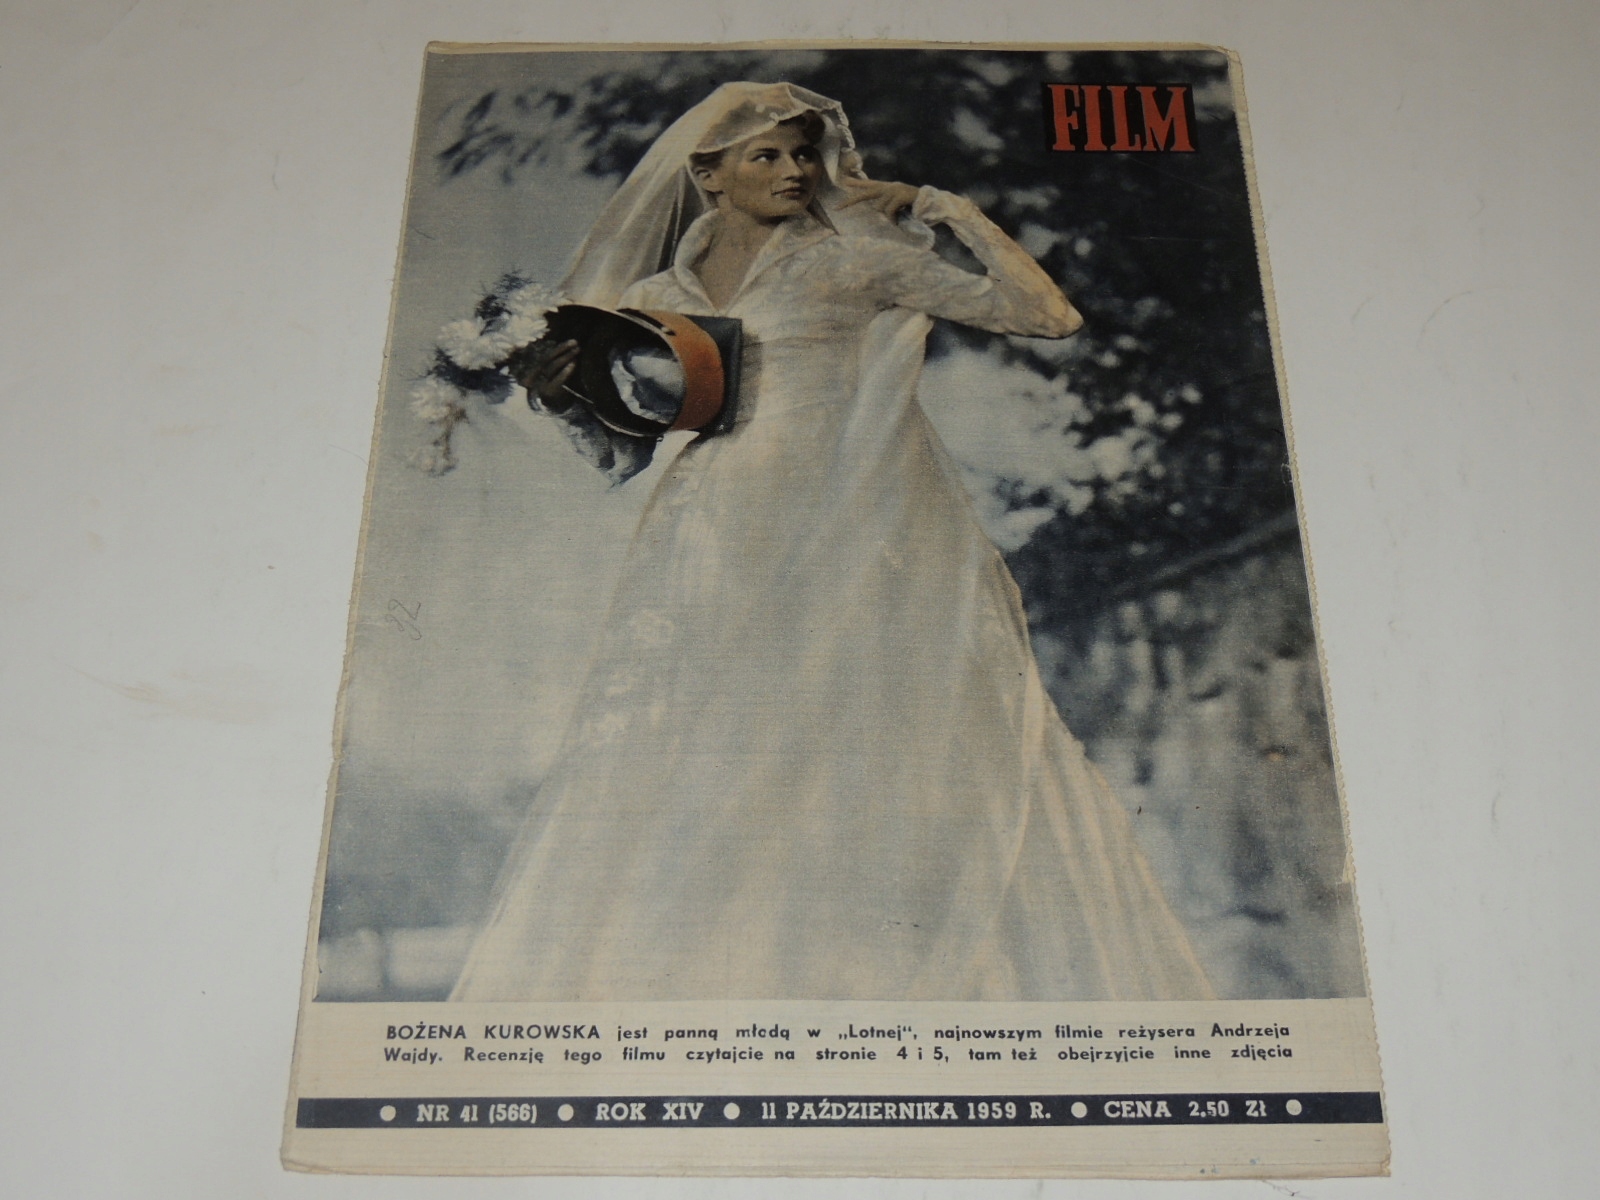 FILM
32
BOŻENA KUROWSKA jest panną młodą w „Lotnej“, najnowszym filmie reżysera Andrzeja
Wajdy. Recenzję tego filmu czytajcie na stronie 4 i 5, tam też obejrzyjcie inne zdjęcia
● NR 41 (566) ● ROK XIV ● 11 PAŹDZIERNIKA 1959 R. ● CENA 2.50 Zł ●